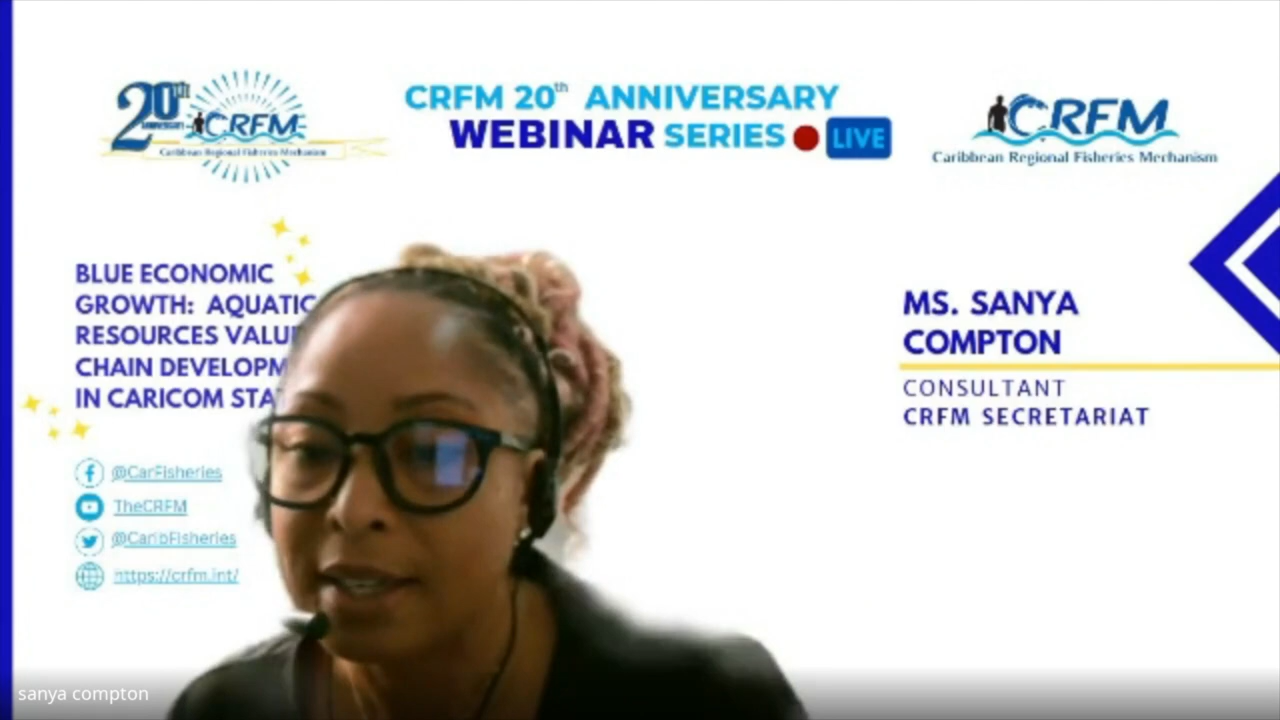 20th
ANNIVERSARY
CRFM
Caribbean Regional Fisheries Mechanism
CRFM 20th ANNIVERSARY
WEBINAR SERIES LIVE
CRFM
Caribbean Regional Fisheries Mechanism
BLUE ECONOMIC
GROWTH: AQUATIC
RESOURCES VALU
CHAIN DEVELOPM
IN CARICOM STA
@CarFisheries
TheCRFM
@CaribFisheries
https://crfm.int/
MS. SANYA
COMPTON
CONSULTANT
CRFM SECRETARIAT
sanya compton